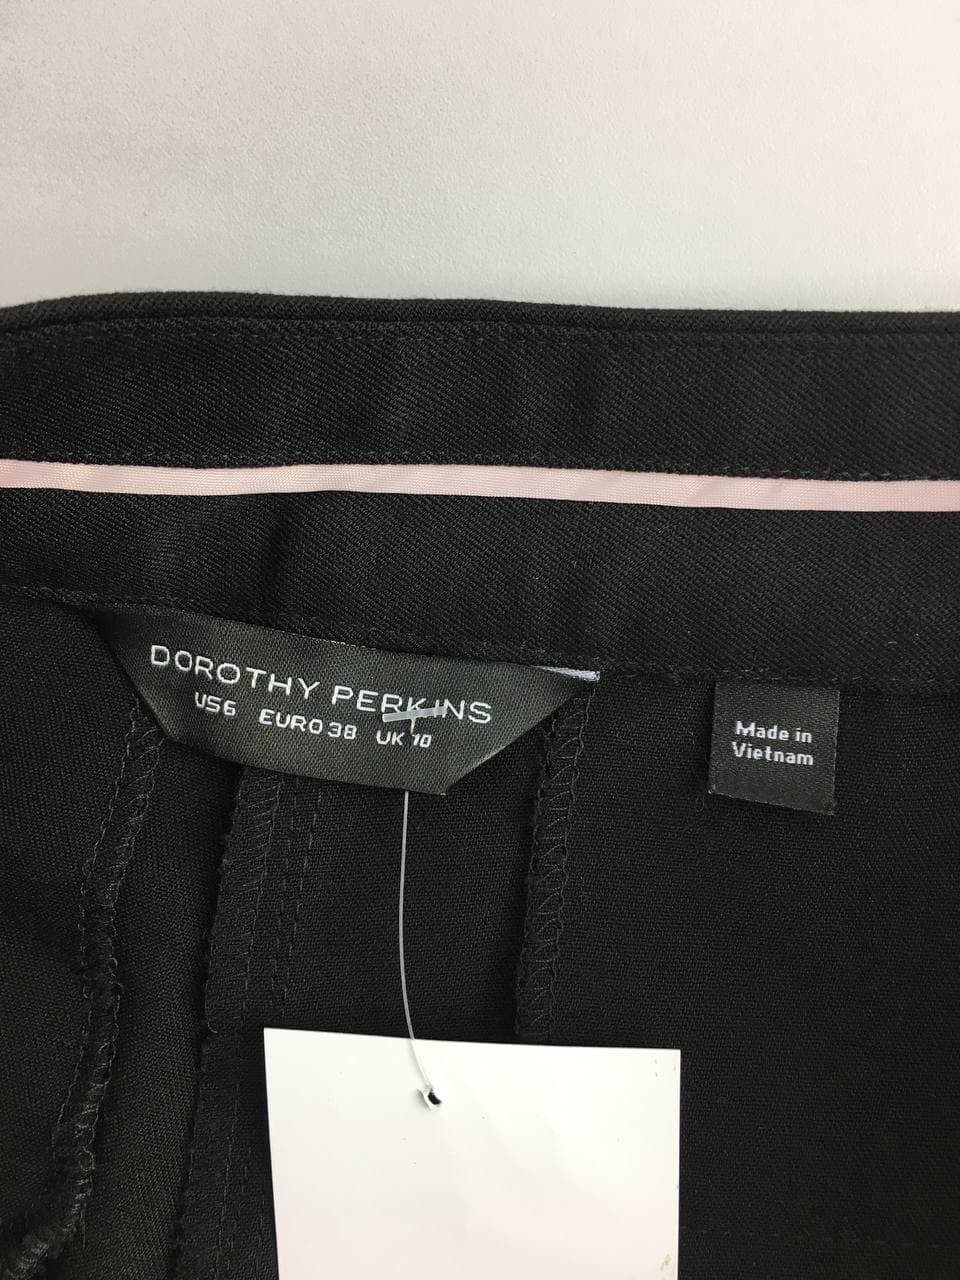 DOROTHY PERKINS
US6 EURO38 UK10
Made in
Vietnam